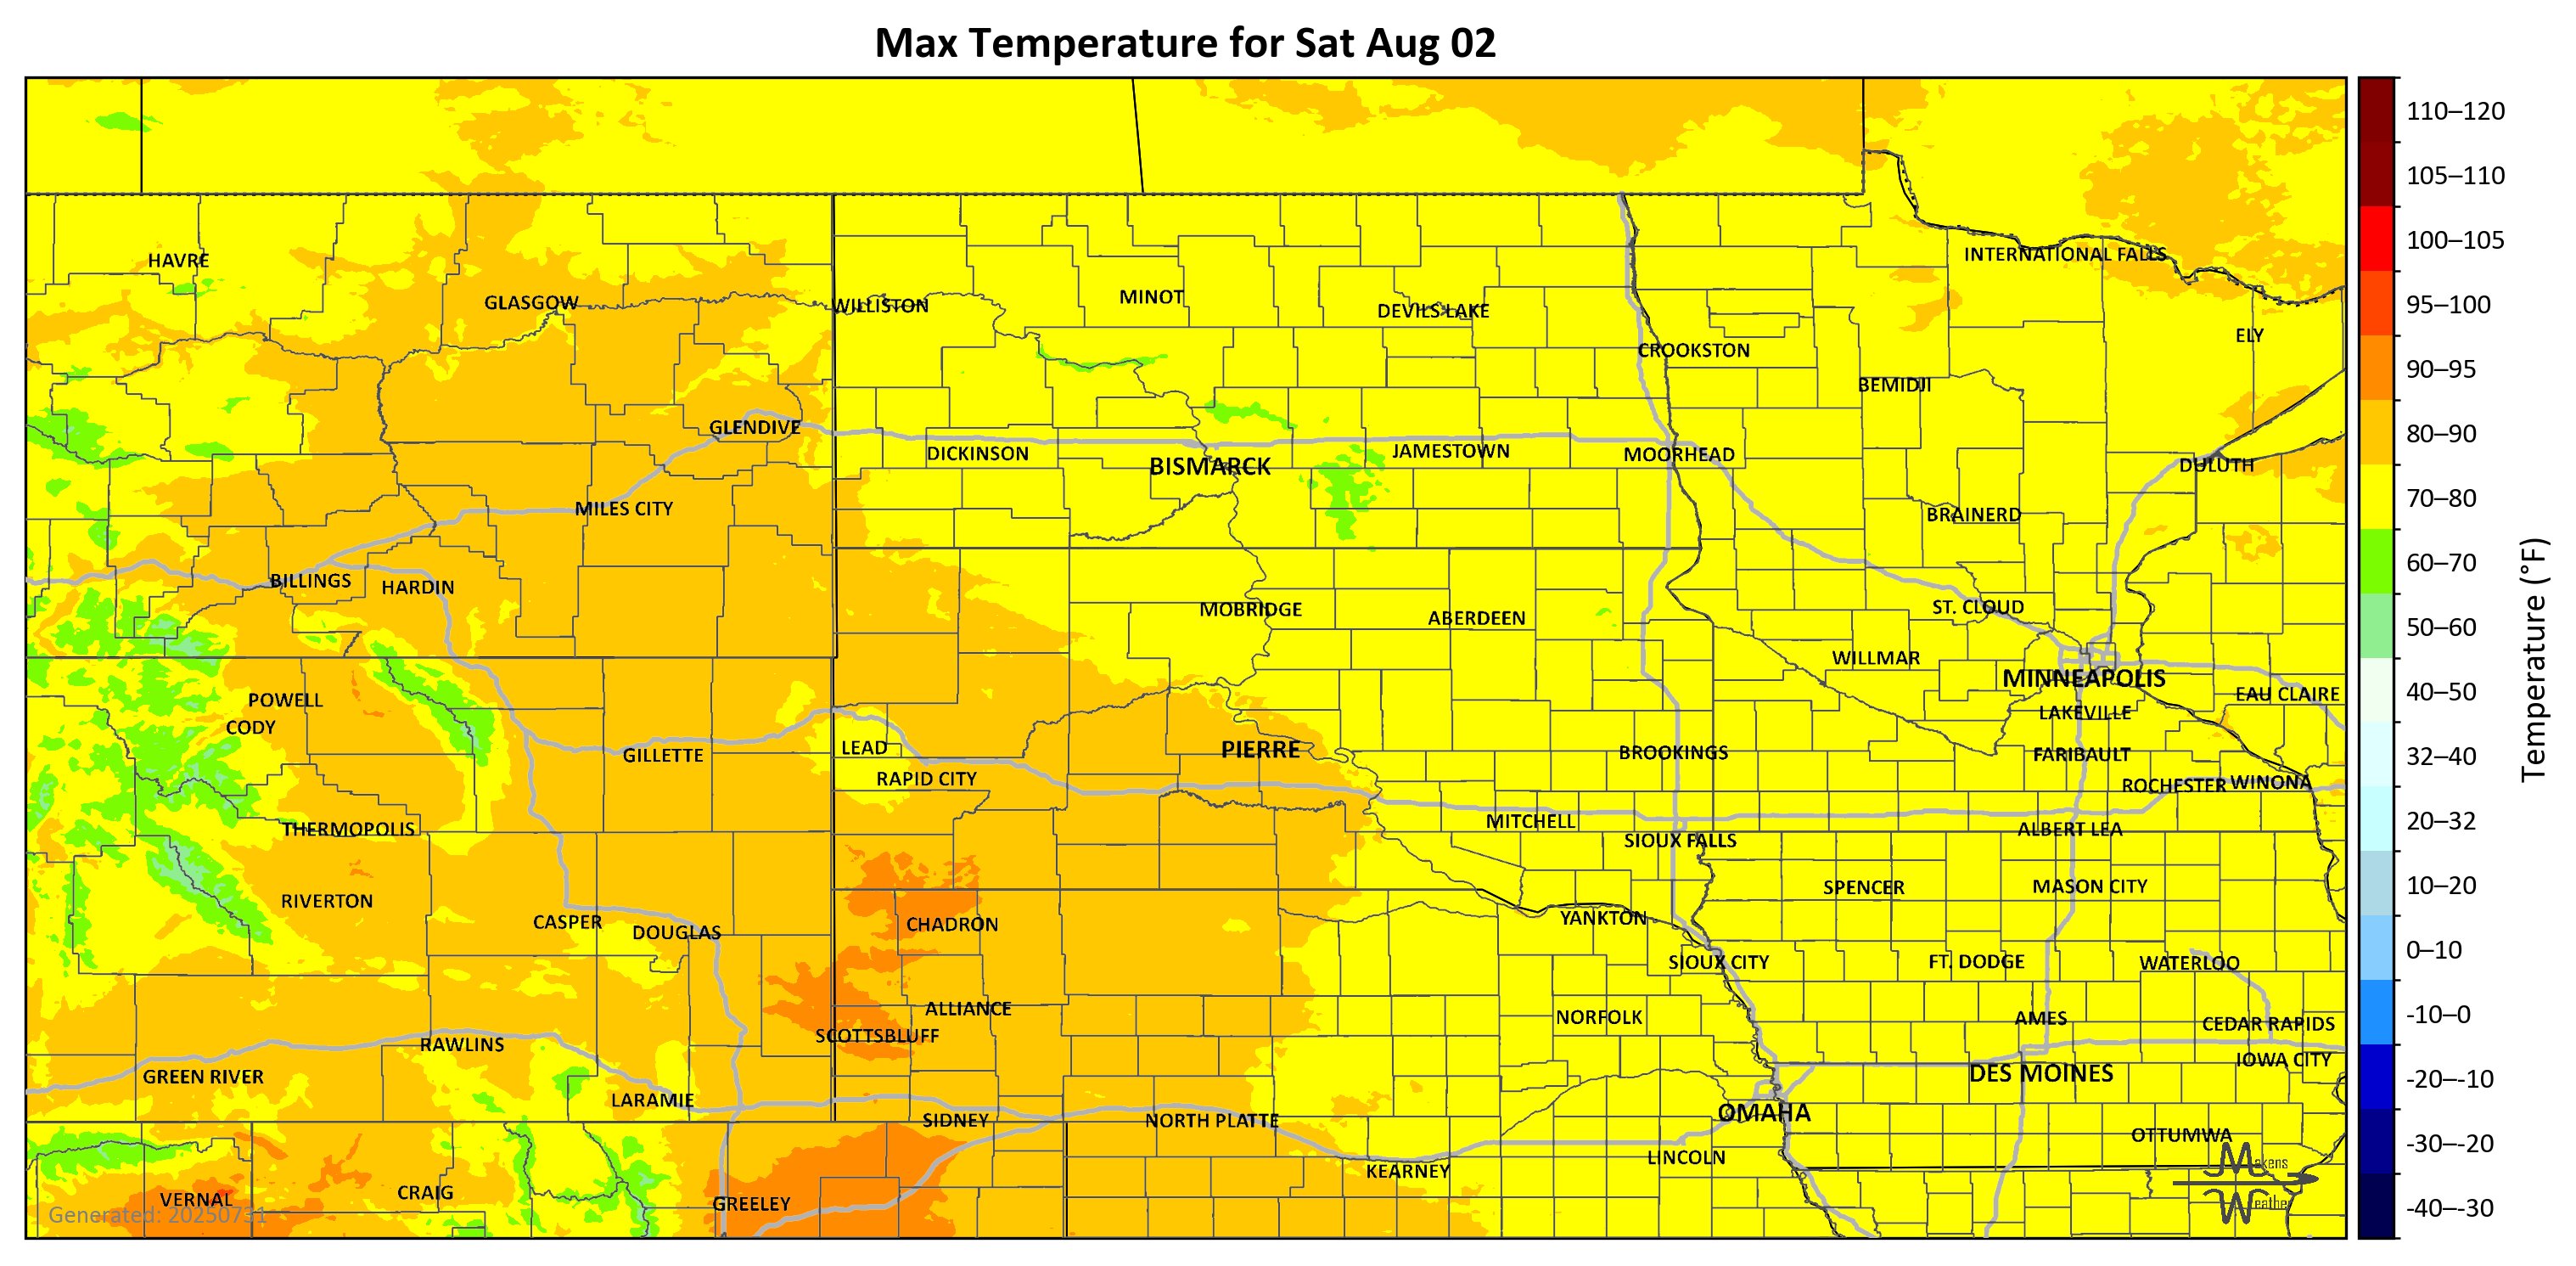 Max Temperature for Sat Aug 02
110–120
105–110
100–105
95–100
90–95
80–90
70–80
60–70
50–60
40–50
32–40
20–32
10–20
0–10
-10–0
-20–-10
-30–-20
-40–-30
Temperature (°F)
HAVRE
GLASGOW
WILLISTON
MINOT
DEVILS LAKE
INTERNATIONAL FALLS
ELY
CROOKSTON
BEMIDJI
GLENDIVE
DICKINSON
BISMARCK
JAMESTOWN
MOORHEAD
DULUTH
MILES CITY
BRAINERD
BILLINGS
HARDIN
MOBRIDGE
ABERDEEN
ST. CLOUD
WILLMAR
MINNEAPOLIS
EAU CLAIRE
POWELL
CODY
LAKEVILLE
GILLETTE
LEAD
PIERRE
BROOKINGS
FARIBAULT
RAPID CITY
ROCHESTER
WINONA
THERMOPOLIS
MITCHELL
SIOUX FALLS
ALBERT LEA
RIVERTON
SPENCER
MASON CITY
CASPER
DOUGLAS
CHADRON
YANKTON
SIOUX CITY
FT. DODGE
WATERLOO
ALLIANCE
NORFOLK
AMES
CEDAR RAPIDS
SCOTTSBLUFF
RAWLINS
IOWA CITY
GREEN RIVER
DES MOINES
LARAMIE
SIDNEY
NORTH PLATTE
OMAHA
OTTUMWA
KEARNEY
LINCOLN
VERNAL
CRAIG
GREELEY
Generated: 20250731
Makens
Weather